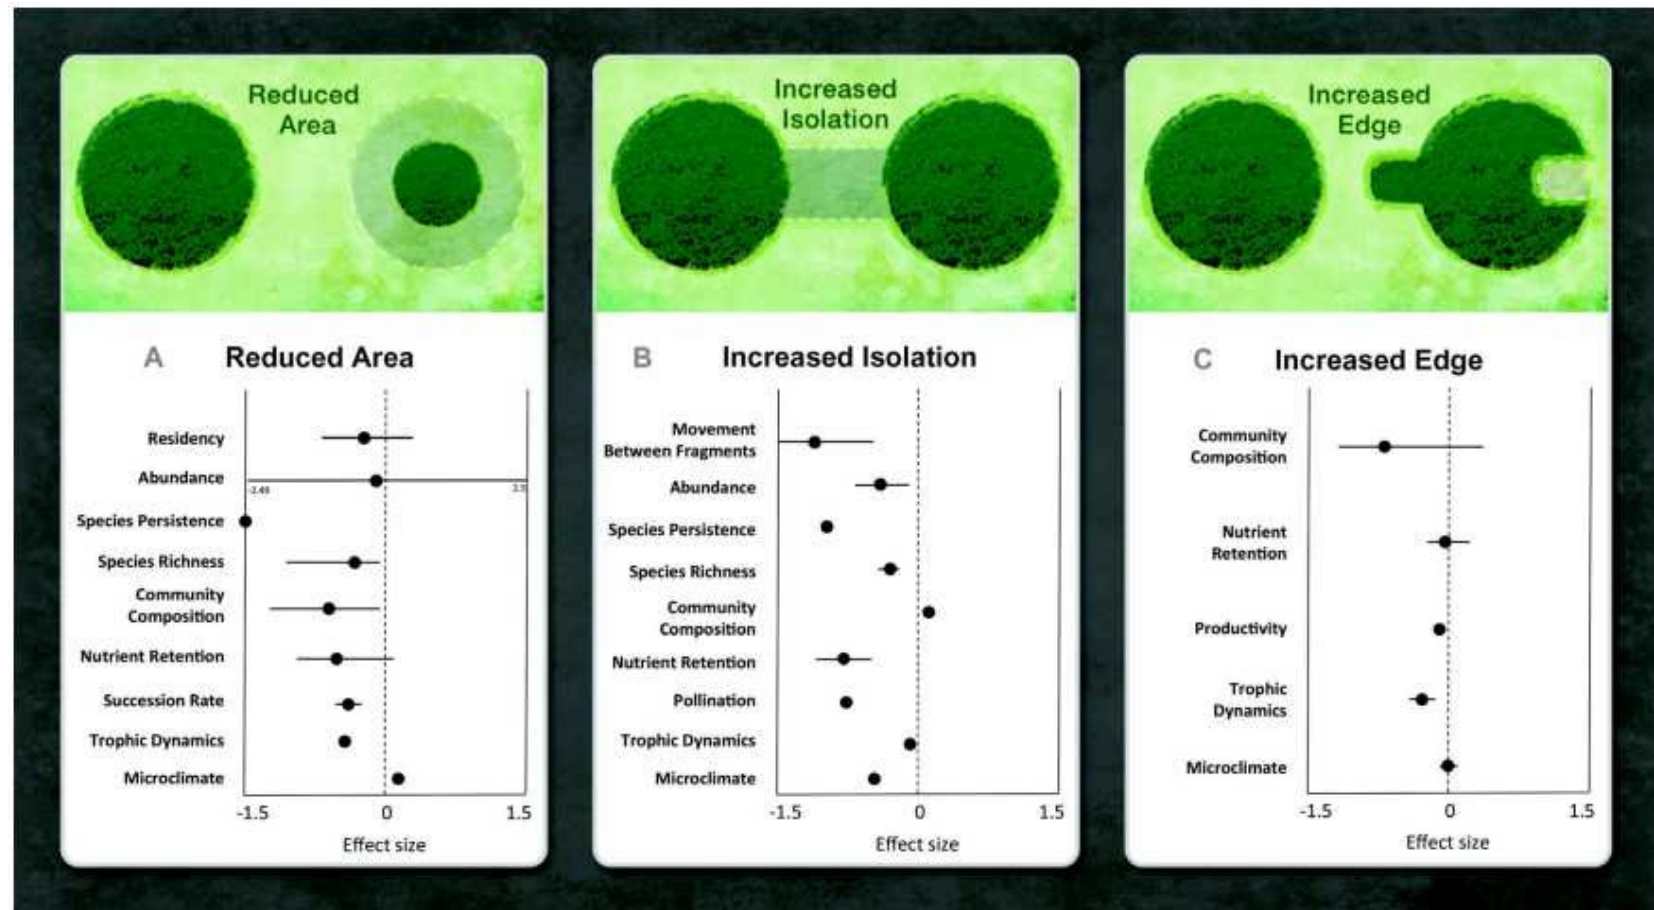 Reduced
Area
Increased
Isolation
Increased
Edge
A Reduced Area
Residency
Abundance
-2.49
2.5
Species Persistence
Species Richness
Community
Composition
Nutrient Retention
Succession Rate
Trophic Dynamics
Microclimate
-1.5 0 1.5
Effect size
B Increased Isolation
Movement
Between Fragments
Abundance
Species Persistence
Species Richness
Community
Composition
Nutrient Retention
Pollination
Trophic Dynamics
Microclimate
-1.5 0 1.5
Effect size
C Increased Edge
Community
Composition
Nutrient
Retention
Productivity
Trophic
Dynamics
Microclimate
-1.5 0 1.5
Effect size